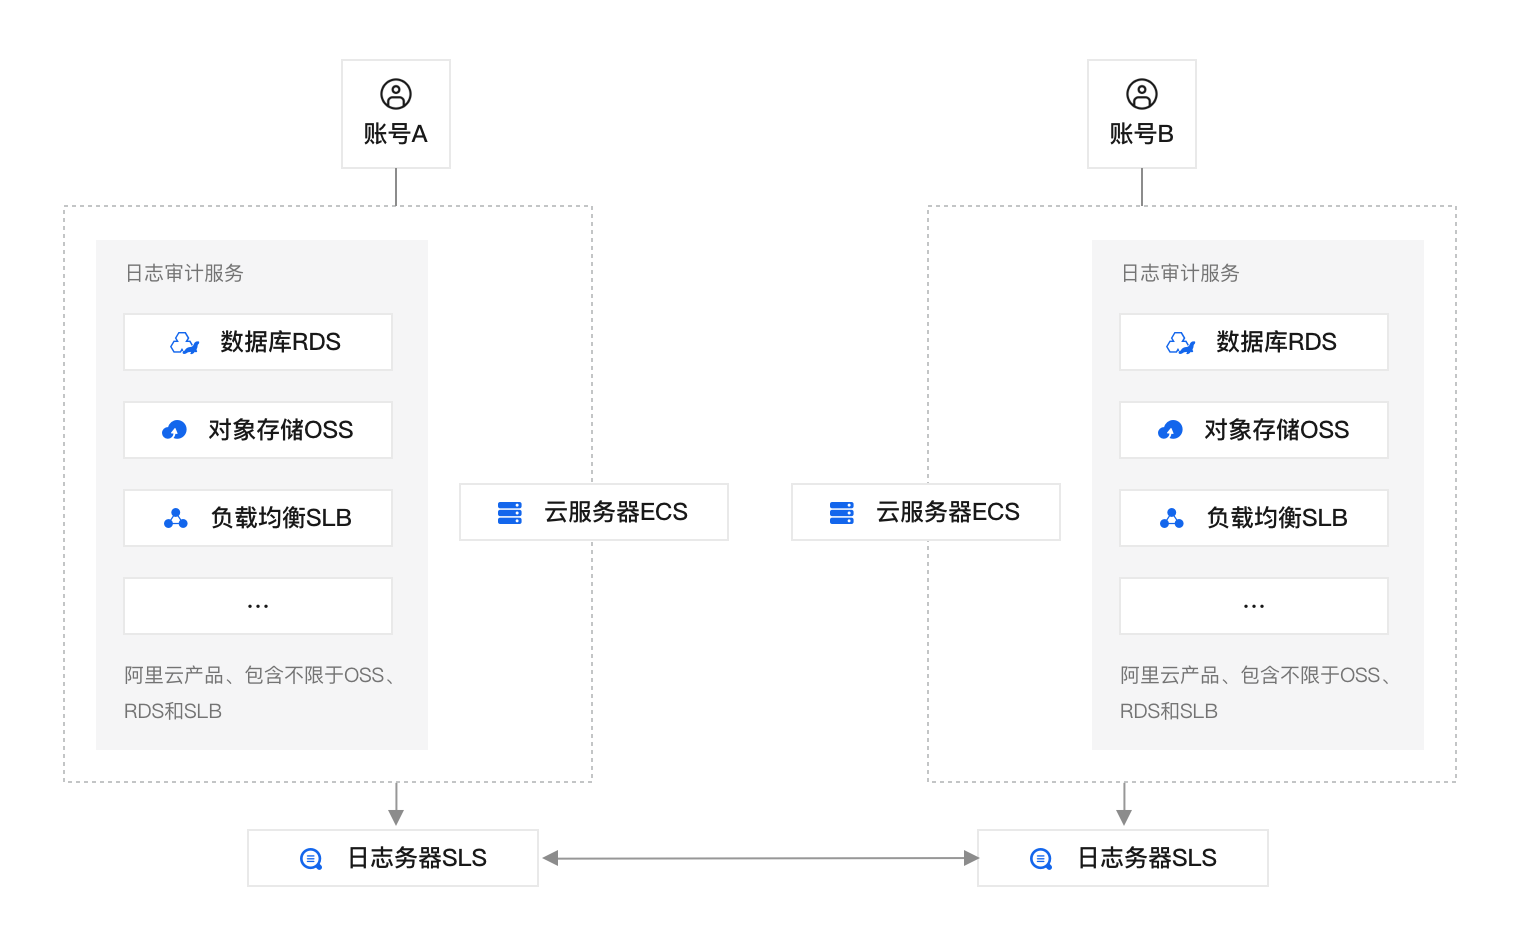 账号A
日志审计服务
数据库RDS
对象存储OSS
负载均衡SLB
...
阿里云产品、包含不限于OSS、
RDS和SLB
云服务器ECS
日志务器SLS
账号B
云服务器ECS
日志审计服务
数据库RDS
对象存储OSS
负载均衡SLB
...
阿里云产品、包含不限于OSS、
RDS和SLB
日志务器SLS